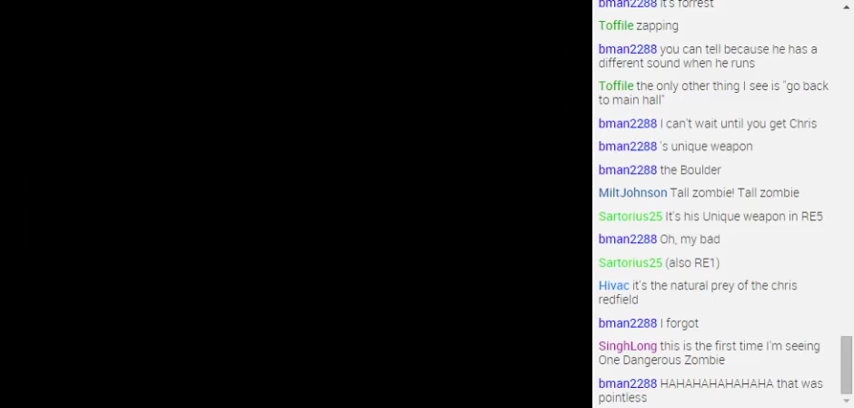 bman2288 it's forrest
Toffile zapping
bman2288 you can tell because he has a
different sound when he runs
Toffile the only other thing I see is "go back
to main hall"
bman2288 I can't wait until you get Chris
bman2288 's unique weapon
bman2288 the Boulder
MiltJohnson Tall zombie! Tall zombie
Sartorius25 It's his Unique weapon in RE5
bman2288 Oh, my bad
Sartorius25 (also RE1)
Hivac it's the natural prey of the chris
redfield
bman2288 I forgot
SinghLong this is the first time I'm seeing
One Dangerous Zombie
bman2288 HAHAHAHAHAHAHA that was
pointless